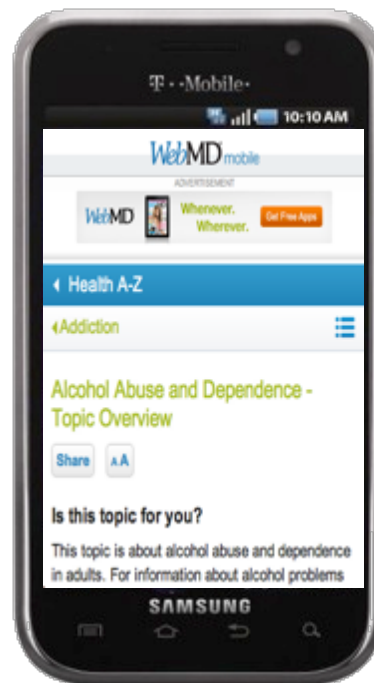 T··Mobile·
10:10 AM
WebMD mobile
ADVERTISEMENT
WebMD
Whenever.
Wherever.
Get Free Apps
Health A-Z
Addiction
Alcohol Abuse and Dependence -
Topic Overview
Share AA
Is this topic for you?
This topic is about alcohol abuse and dependence
in adults. For information about alcohol problems
SAMSUNG